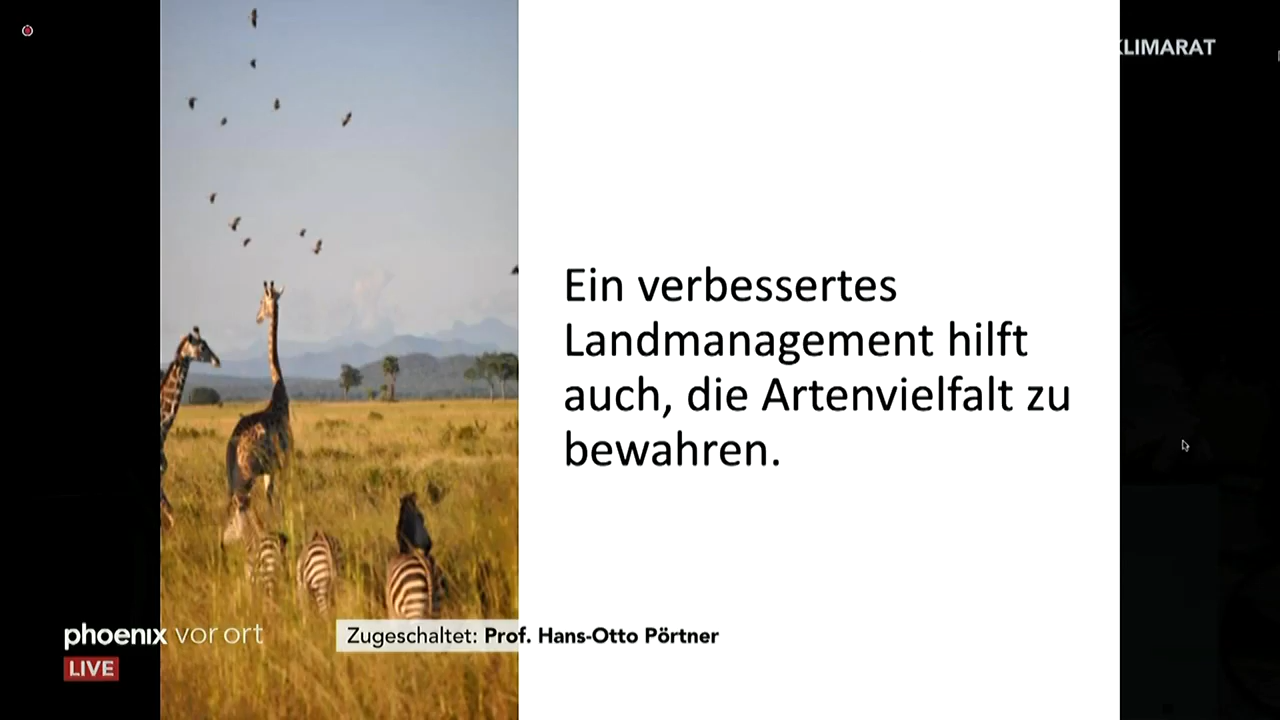 KLIMARAT
Ein verbessertes
Landmanagement hilft
auch, die Artenvielfalt zu
bewahren.
phoenix vor ort
Zugeschaltet: Prof. Hans-Otto Pörtner
LIVE